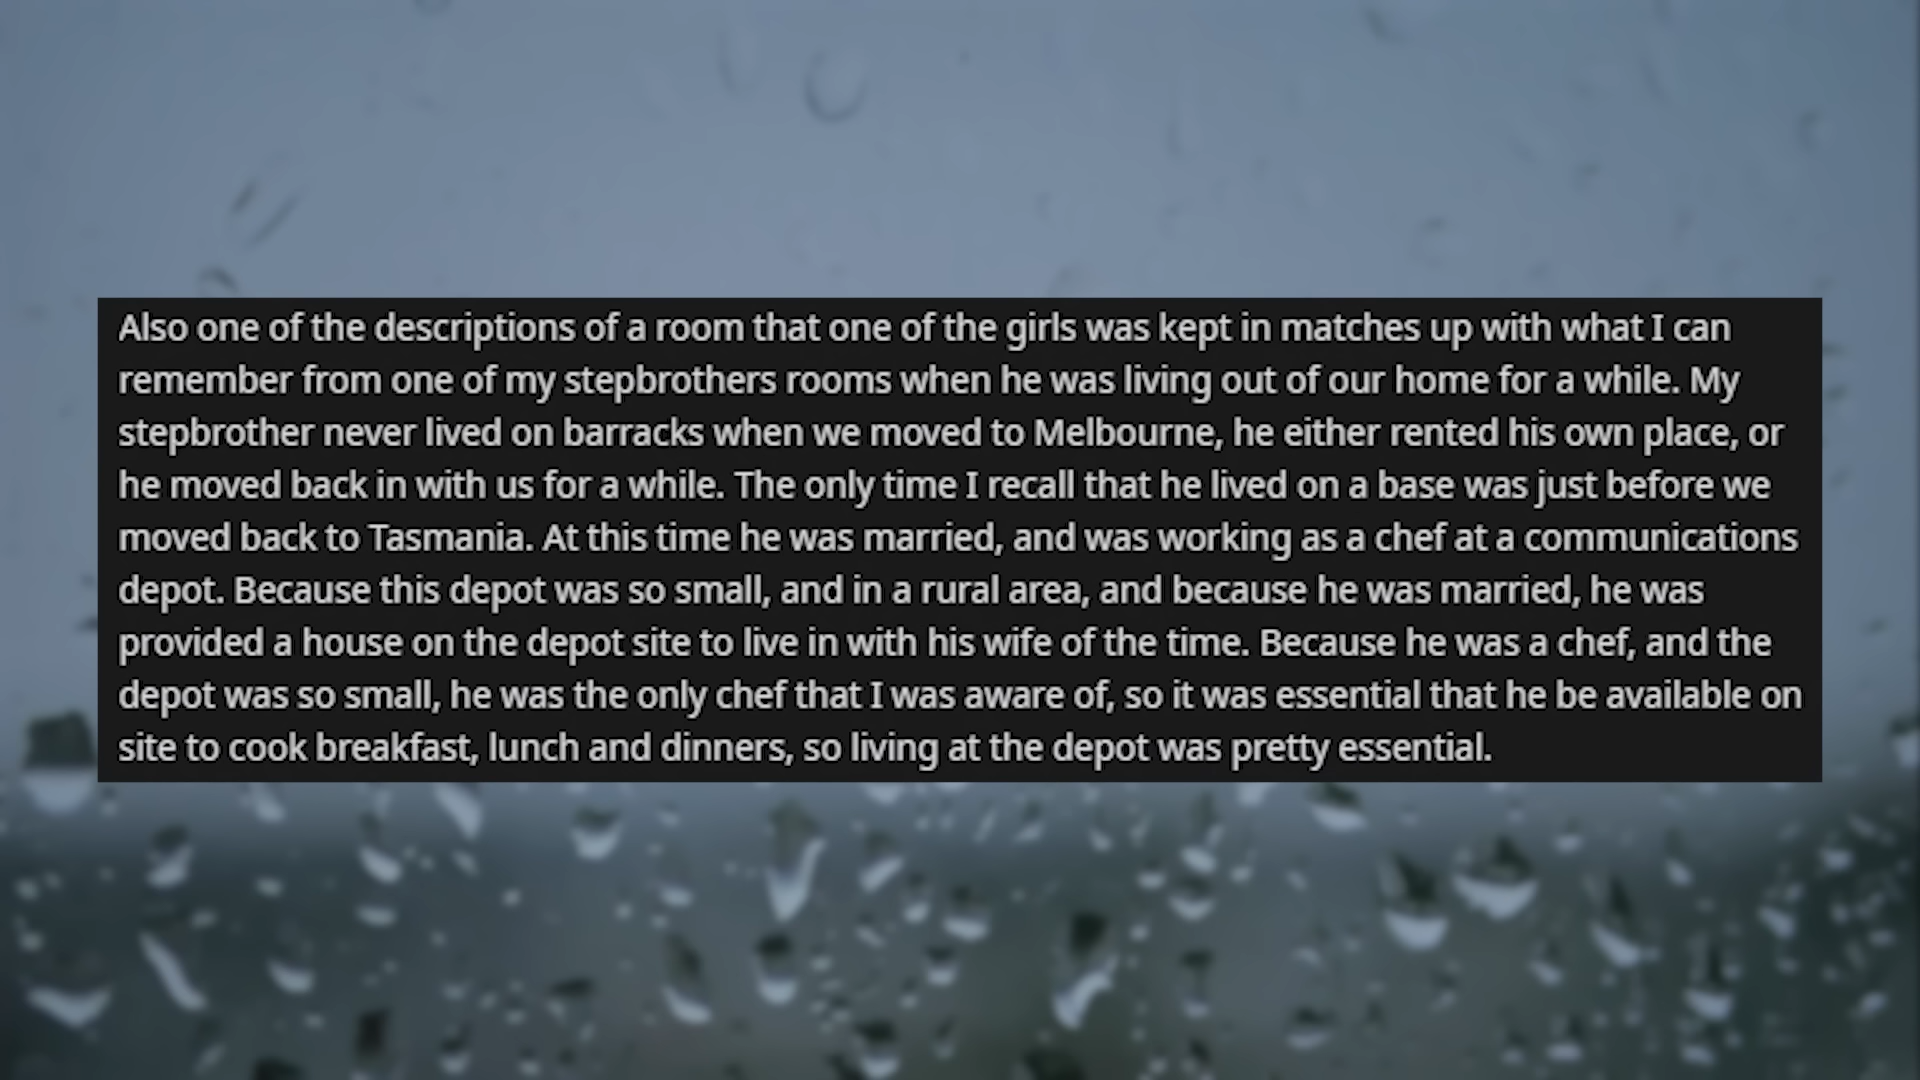 Also one of the descriptions of a room that one of the girls was kept in matches up with what I can
remember from one of my stepbrothers rooms when he was living out of our home for a while. My
stepbrother never lived on barracks when we moved to Melbourne, he either rented his own place, or
he moved back in with us for a while. The only time I recall that he lived on a base was just before we
moved back to Tasmania. At this time he was married, and was working as a chef at a communications
depot. Because this depot was so small, and in a rural area, and because he was married, he was
provided a house on the depot site to live in with his wife of the time. Because he was a chef, and the
depot was so small, he was the only chef that I was aware of, so it was essential that he be available on
site to cook breakfast, lunch and dinners, so living at the depot was pretty essential.